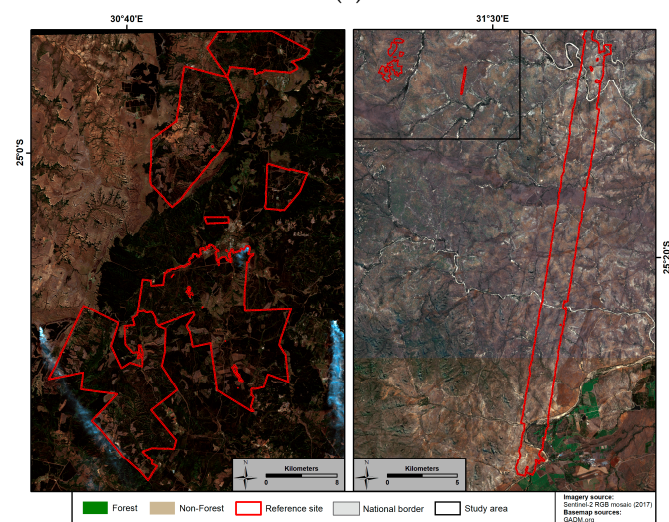 30°40'E
31°30'E
25°0'S
25°20'S
N
Kilometers
0 8
N
Kilometers
0 5
Forest
Non-Forest
Reference site
National border
Study area
Imagery source:
Sentinel-2 RGB mosaic (2017)
Basemap sources:
GADM.org